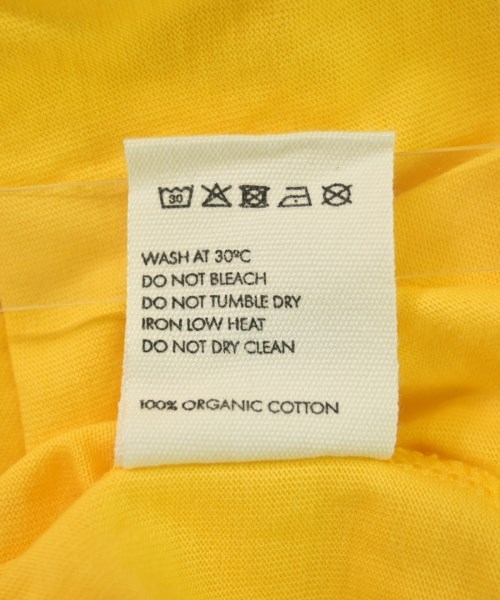 30
WASH AT 30ºC
DO NOT BLEACH
DO NOT TUMBLE DRY
IRON LOW HEAT
DO NOT DRY CLEAN
100% ORGANIC COTTON